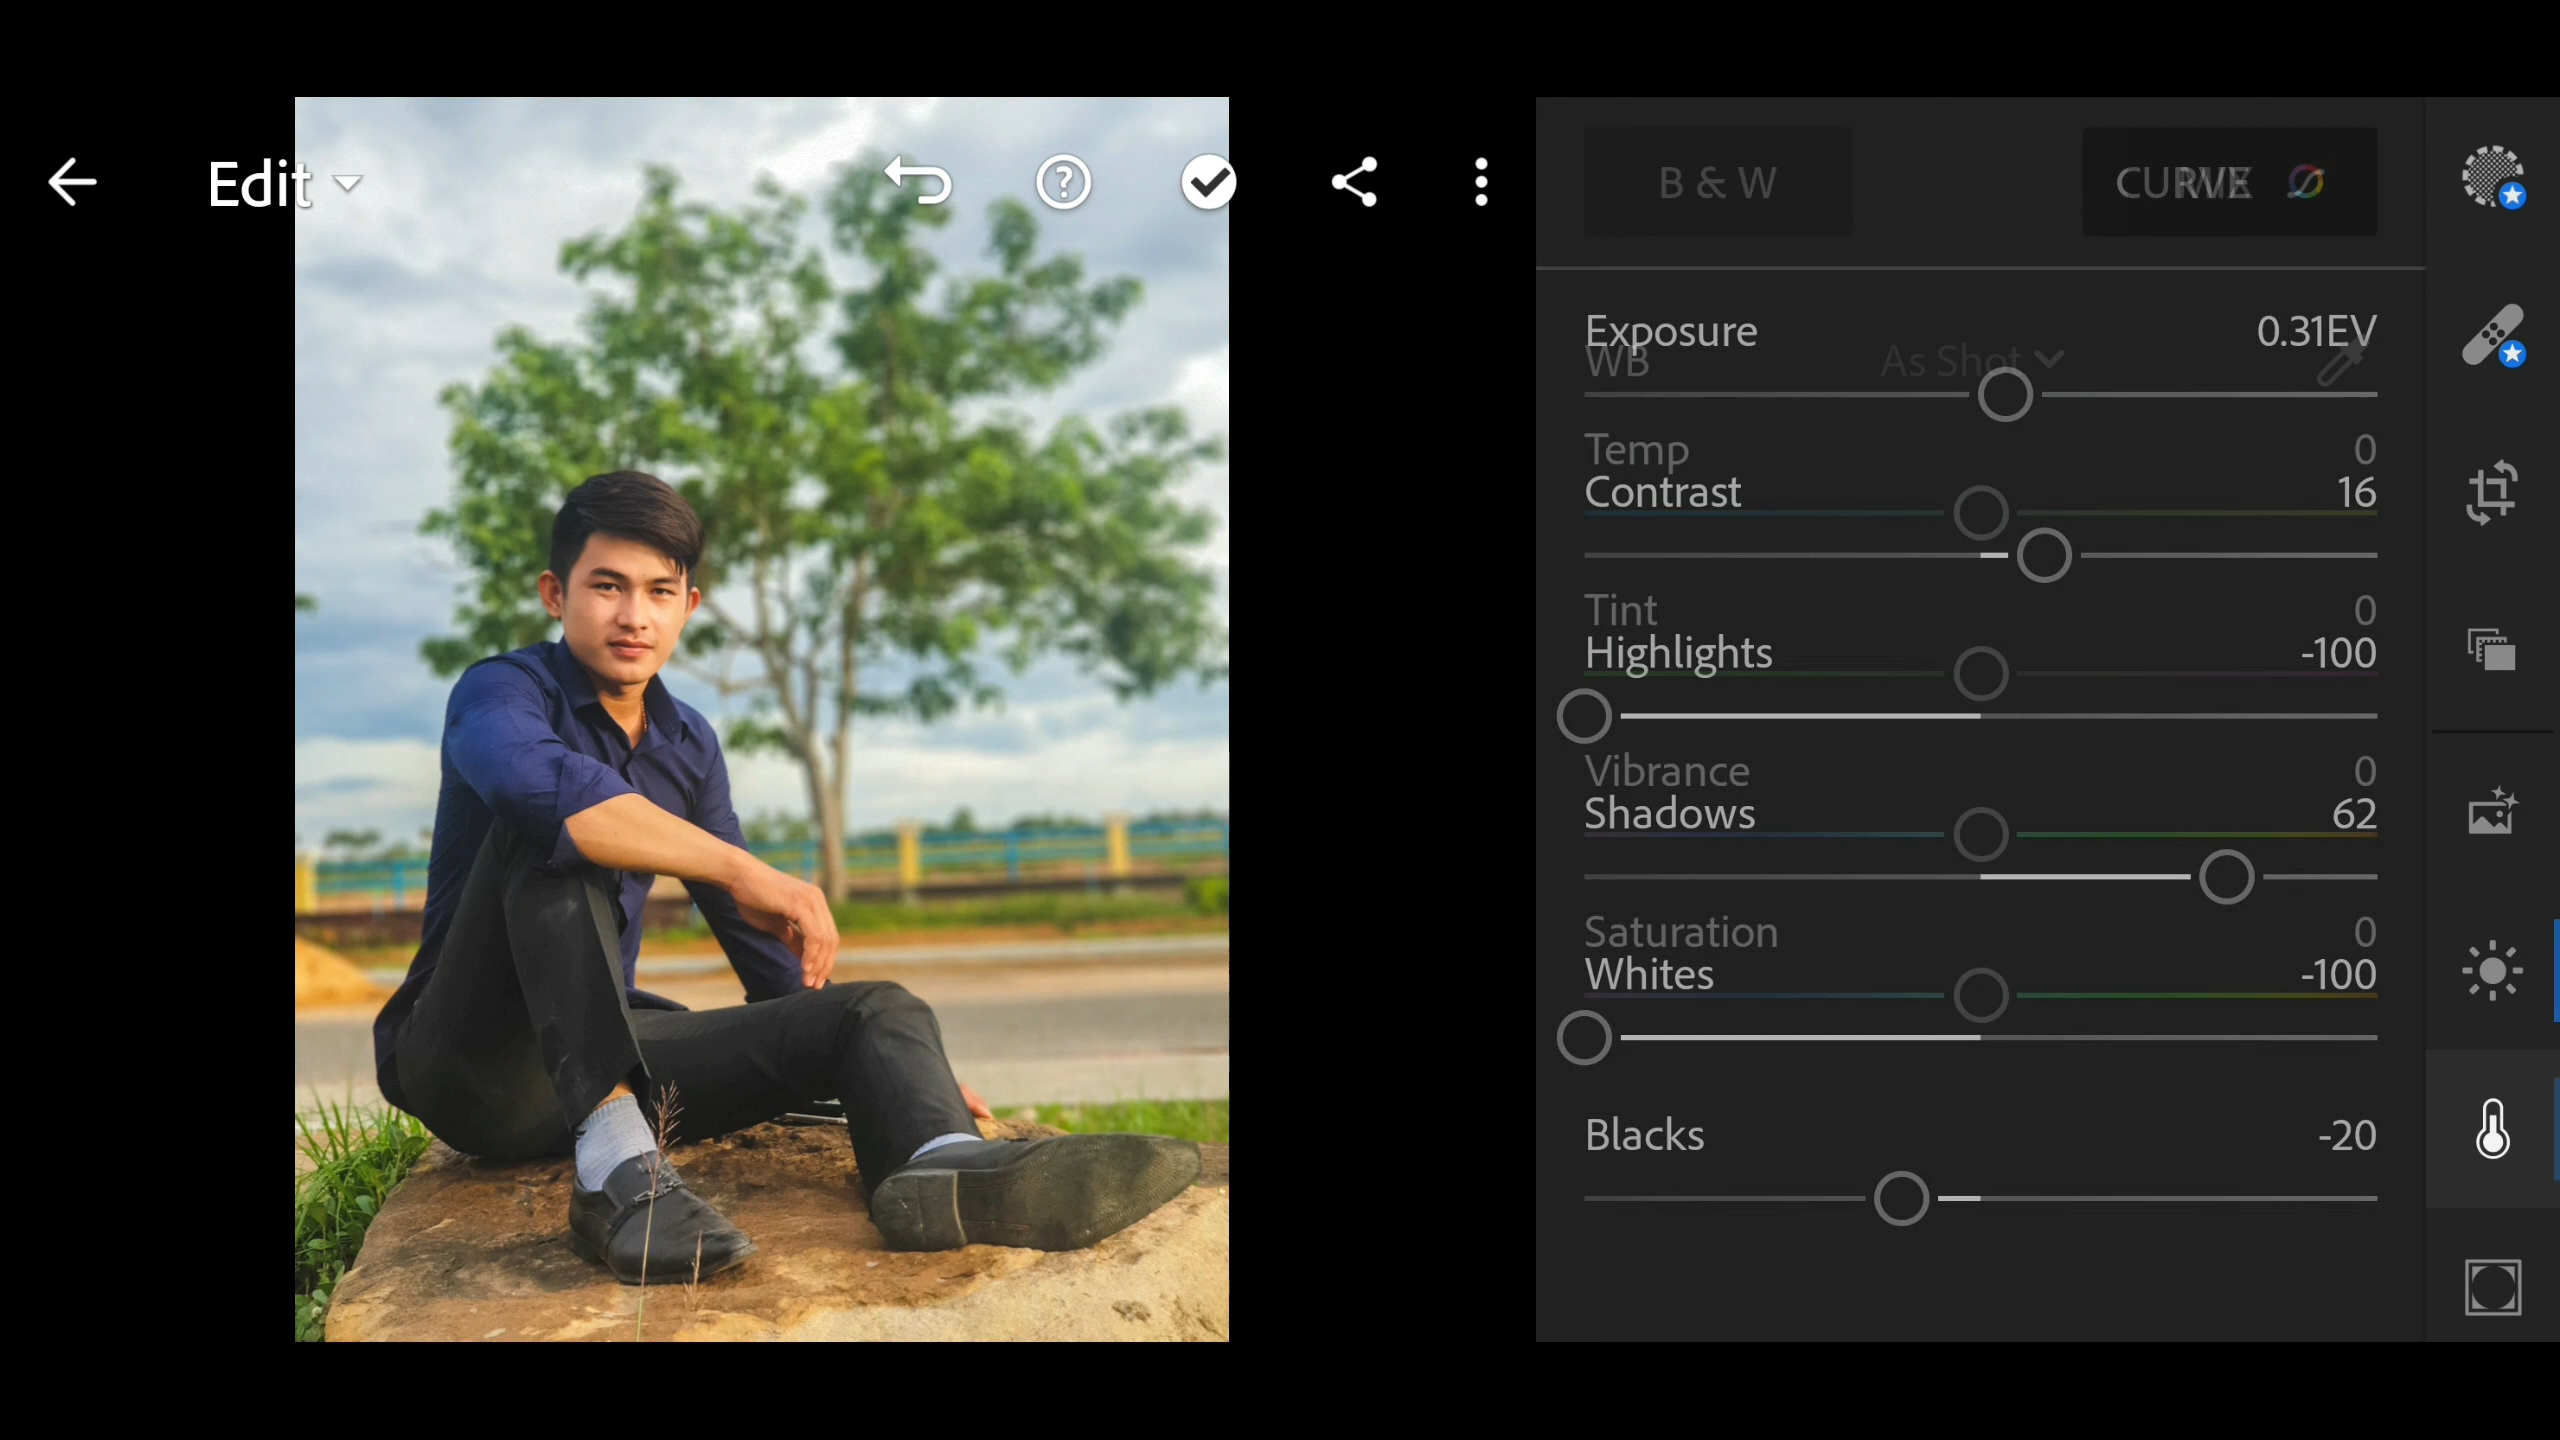 Edit
B & W
CURVE
Exposure 0.31EV
WB As Shot
Temp 0
Contrast 16
Tint 0
Highlights -100
Vibrance 0
Shadows 62
Saturation 0
Whites -100
Blacks -20